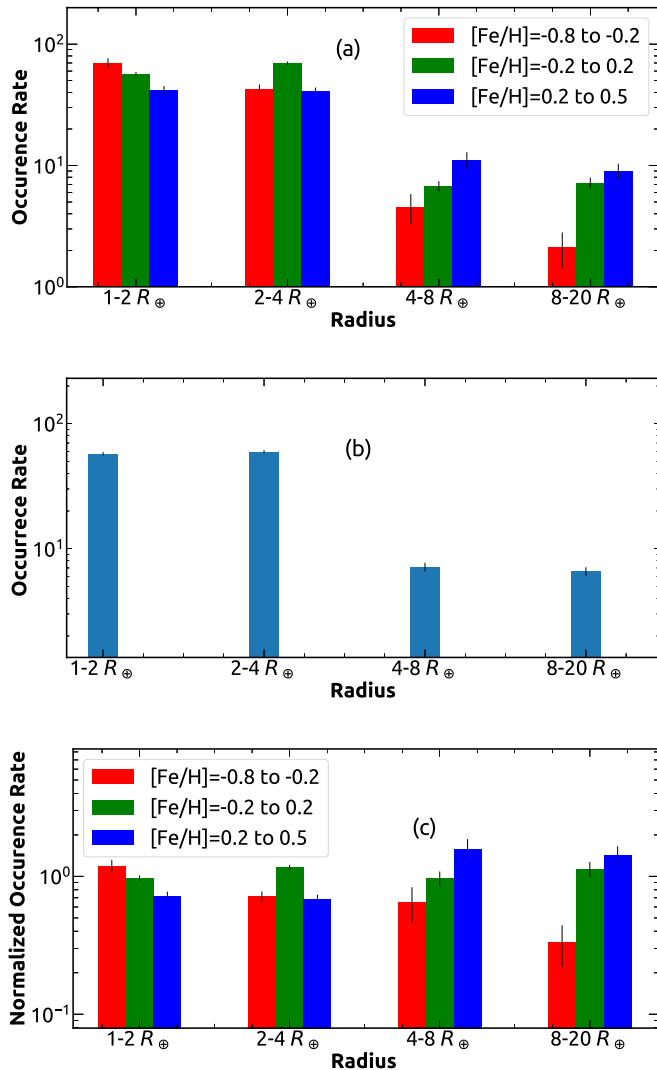 (a)
[Fe/H]=-0.8 to -0.2
[Fe/H]=-0.2 to 0.2
[Fe/H]=0.2 to 0.5
Occurence Rate
10²
10¹
10⁰
1-2 R⊕ 2-4 R⊕ 4-8 R⊕ 8-20 R⊕
Radius
(b)
Occurrece Rate
10²
10¹
1-2 R⊕ 2-4 R⊕ 4-8 R⊕ 8-20 R⊕
Radius
[Fe/H]=-0.8 to -0.2
[Fe/H]=-0.2 to 0.2
[Fe/H]=0.2 to 0.5
(c)
Normalized Occurence Rate
10⁰
10⁻¹
1-2 R⊕ 2-4 R⊕ 4-8 R⊕ 8-20 R⊕
Radius